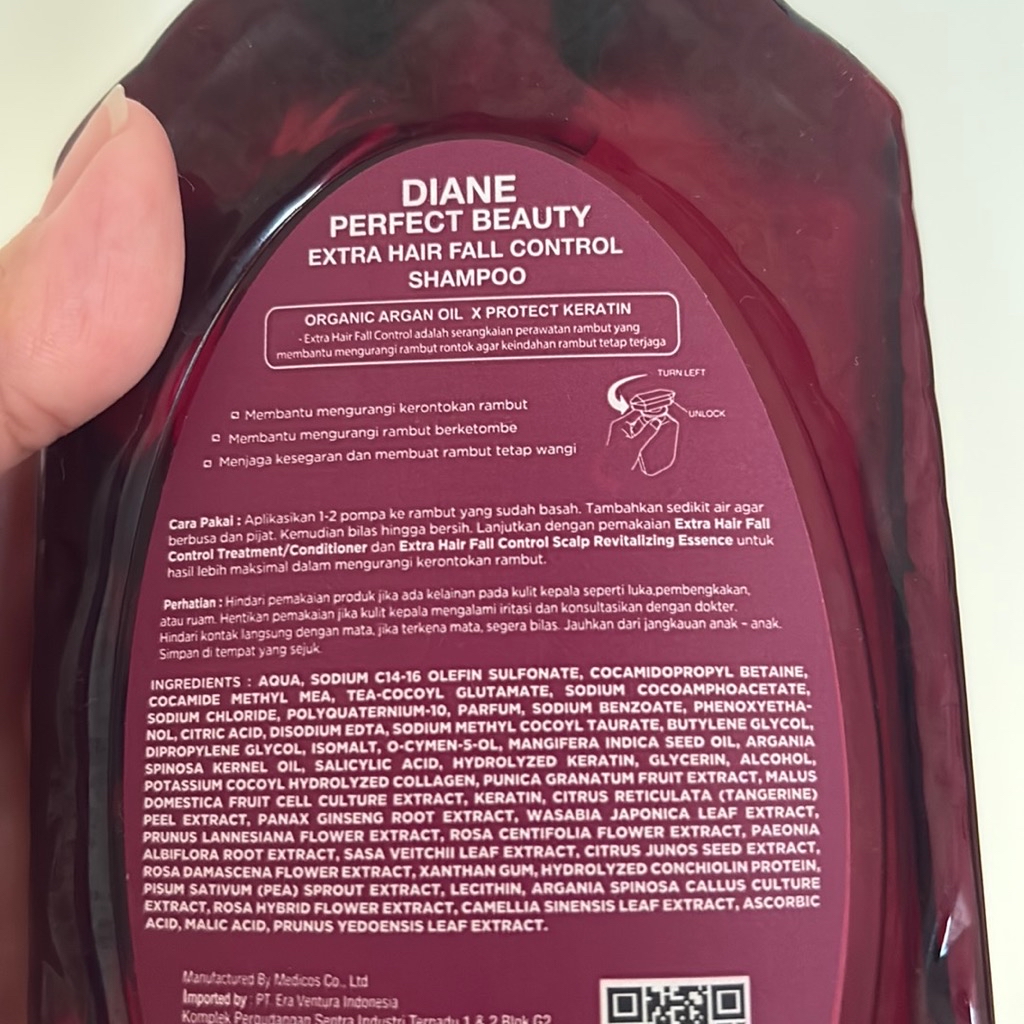 DIANE
PERFECT BEAUTY
EXTRA HAIR FALL CONTROL
SHAMPOO
ORGANIC ARGAN OIL X PROTECT KERATIN
- Extra Hair Fall Control adalah serangkaian perawatan rambut yang
membantu mengurangi rambut rontok agar keindahan rambut tetap terjaga
TURN LEFT
UNLOCK
Membantu mengurangi kerontokan rambut
Membantu mengurangi rambut berketombe
Menjaga kesegaran dan membuat rambut tetap wangi
Cara Pakai : Aplikasikan 1-2 pompa ke rambut yang sudah basah. Tambahkan sedikit air agar
berbusa dan pijat. Kemudian bilas hingga bersih. Lanjutkan dengan pemakaian Extra Hair Fall
Control Treatment/Conditioner dan Extra Hair Fall Control Scalp Revitalizing Essence untuk
hasil lebih maksimal dalam mengurangi kerontokan rambut.
Perhatian : Hindari pemakaian produk jika ada kelainan pada kulit kepala seperti luka,pembengkakan,
atau ruam. Hentikan pemakaian jika kulit kepala mengalami iritasi dan konsultasikan dengan dokter.
Hindari kontak langsung dengan mata, jika terkena mata, segera bilas. Jauhkan dari jangkauan anak - anak.
Simpan di tempat yang sejuk
INGREDIENTS : AQUA, SODIUM C14-16 OLEFIN SULFONATE, COCAMIDOPROPYL BETAINE,
COCAMIDE METHYL MEA, TEA-COCOYL GLUTAMATE, SODIUM COCOAMPHOACETATE,
SODIUM CHLORIDE, POLYQUATERNIUM-10, PARFUM, SODIUM BENZOATE, PHENOXYETHA-
NOL, CITRIC ACID, DISODIUM EDTA, SODIUM METHYL COCOYL TAURATE, BUTYLENE GLYCOL,
DIPROPYLENE GLYCOL, ISOMALT, O-CYMEN-5-OL, MANGIFERA INDICA SEED OIL, ARGANIA
SPINOSA KERNEL OIL, SALICYLIC ACID, HYDROLYZED KERATIN, GLYCERIN, ALCOHOL,
POTASSIUM COCOYL HYDROLYZED COLLAGEN, PUNICA GRANATUM FRUIT EXTRACT, MALUS
DOMESTICA FRUIT CELL CULTURE EXTRACT, KERATIN, CITRUS RETICULATA (TANGERINE)
PEEL EXTRACT, PANAX GINSENG ROOT EXTRACT, WASABIA JAPONICA LEAF EXTRACT,
PRUNUS LANNESIANA FLOWER EXTRACT, ROSA CENTIFOLIA FLOWER EXTRACT, PAEONIA
ALBIFLORA ROOT EXTRACT, SASA VEITCHII LEAF EXTRACT, CITRUS JUNOS SEED EXTRACT,
ROSA DAMASCENA FLOWER EXTRACT, XANTHAN GUM, HYDROLYZED CONCHIOLIN PROTEIN,
PISUM SATIVUM (PEA) SPROUT EXTRACT, LECITHIN, ARGANIA SPINOSA CALLUS CULTURE
EXTRACT, ROSA HYBRID FLOWER EXTRACT, CAMELLIA SINENSIS LEAF EXTRACT, ASCORBIC
ACID, MALIC ACID, PRUNUS YEDOENSIS LEAF EXTRACT.
Manufactured By Medicos Co., Ltd
Imported by : PT. Era Ventura Indonesia
Komplek Pergudangan Sentra Industri Terpadu 1 & 2 Blok G2